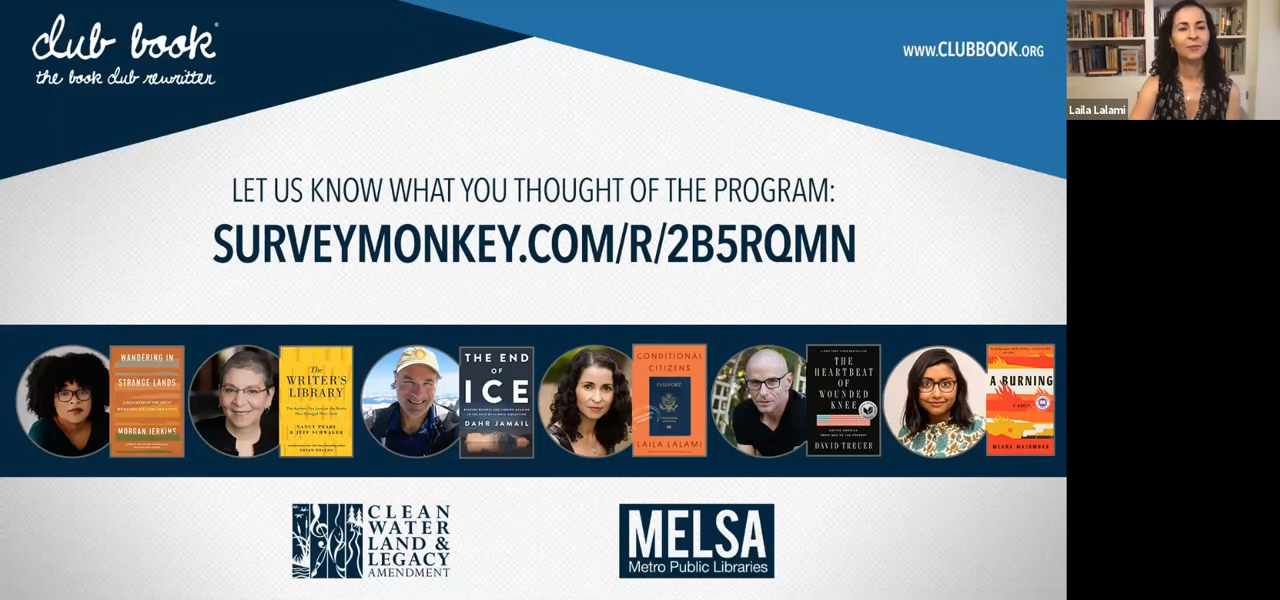 club book
the book club rewritten
WWW.CLUBBOOK.ORG
Laila Lalami
LET US KNOW WHAT YOU THOUGHT OF THE PROGRAM:
SURVEYMONKEY.COM/R/2B5RQMN
WANDERING IN
STRANGE LANDS
MORGAN JERKINS
The
WRITER'S
LIBRARY
NANCY PEARL
& JEFF SCHWAGER
THE END
OF
ICE
DAHR JAMAIL
CONDITIONAL
CITIZENS
PASSPORT
LAILA LALAMI
THE
HEARTBEAT
OF
WOUNDED
KNEE
DAVID TREUER
A BURNING
A NOVEL
MEGHA MAJUMDAR
CLEAN
WATER
LAND &
LEGACY
AMENDMENT
MELSA
Metro Public Libraries